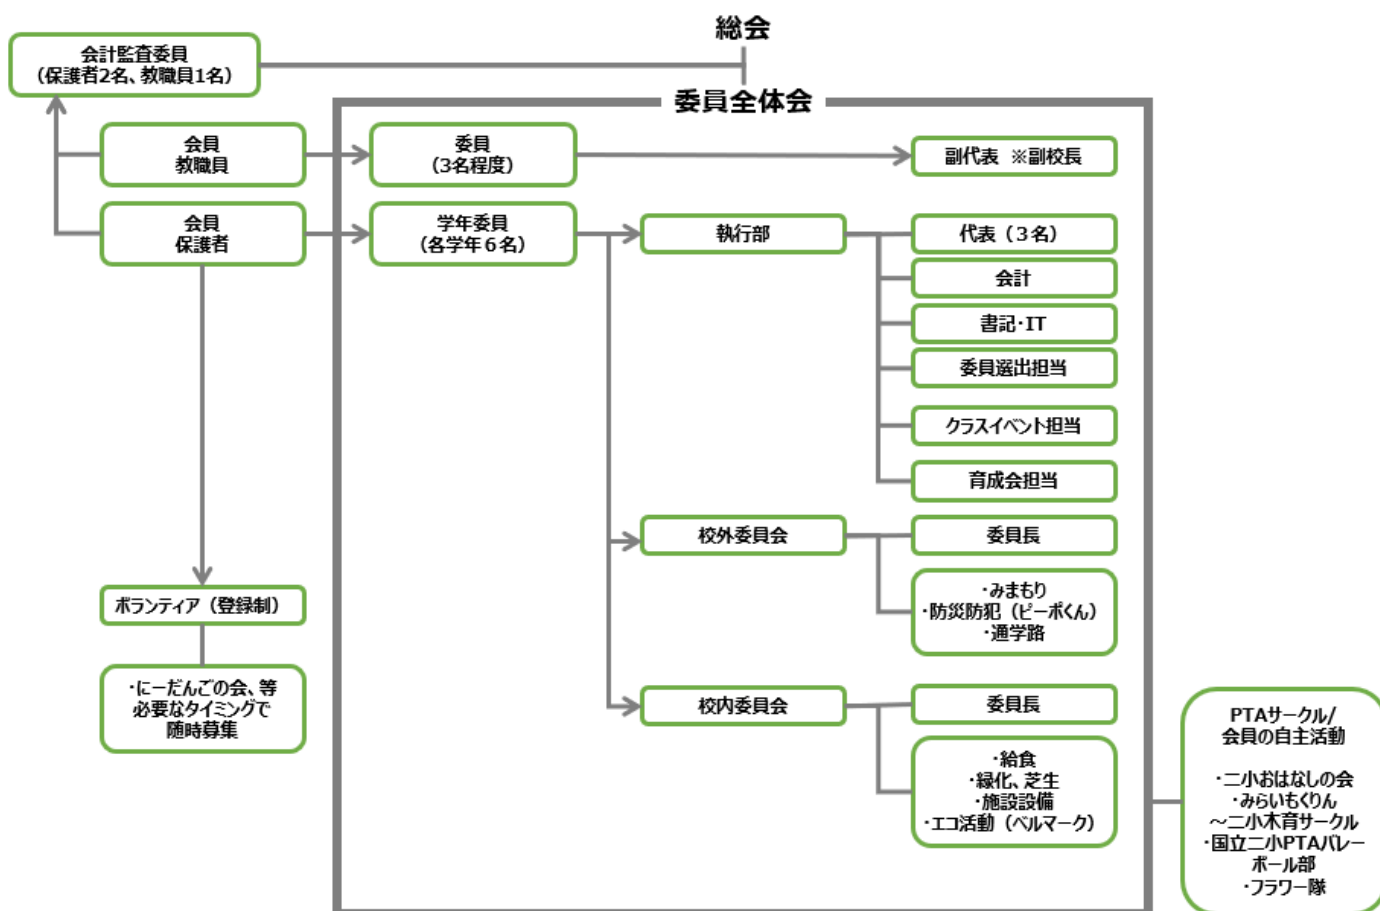 総会
会計監査委員
(保護者2名、教職員1名)
委員全体会
会員
教職員
委員
(3名程度)
副代表 ※副校長
会員
保護者
学年委員
(各学年6名)
執行部
代表(3名)
会計
書記・IT
委員選出担当
クラスイベント担当
育成会担当
校外委員会
委員長
・みまもり
・防災防犯(ピーポくん)
・通学路
ボランティア(登録制)
・にーだんごの会、等
必要なタイミングで
随時募集
校内委員会
委員長
・給食
・緑化、芝生
・施設設備
・エコ活動(ベルマーク)
PTAサークル/
会員の自主活動
・二小おはなしの会
・みらいもくりん
~二小木育サークル
・国立二小PTAバレー
ボール部
・フラワー隊